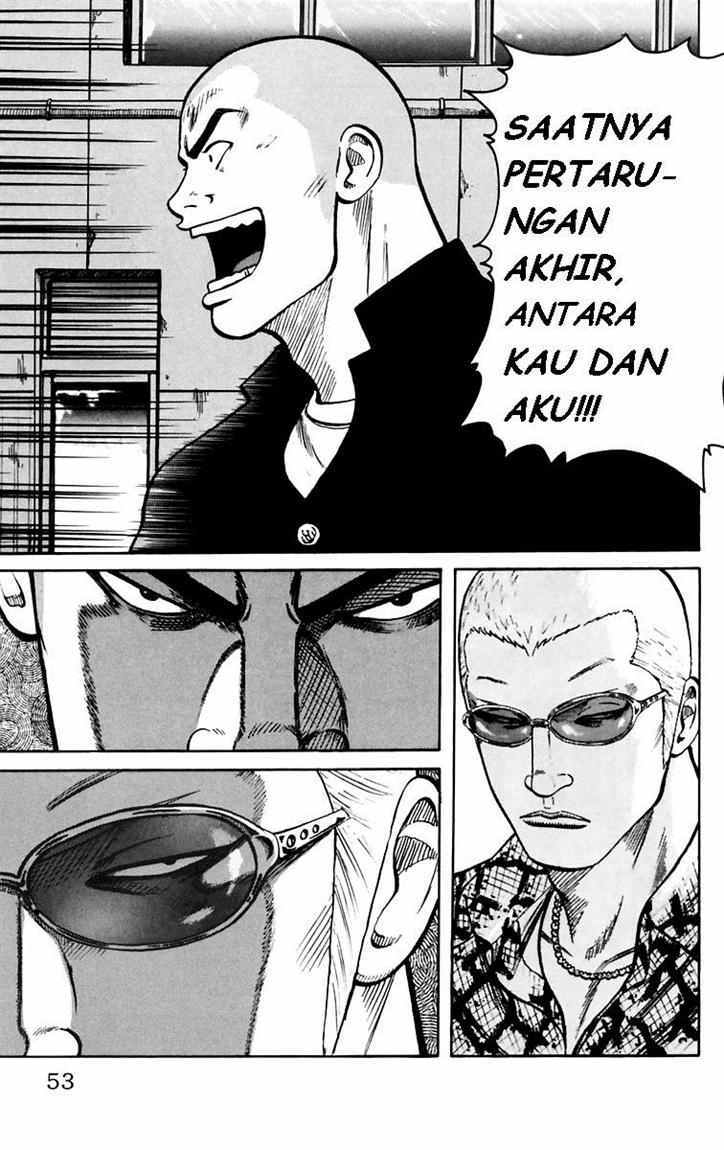 SAATNYA
PERTARU-
NGAN
AKHIR,
ANTARA
KAU DAN
AKU!!!
53